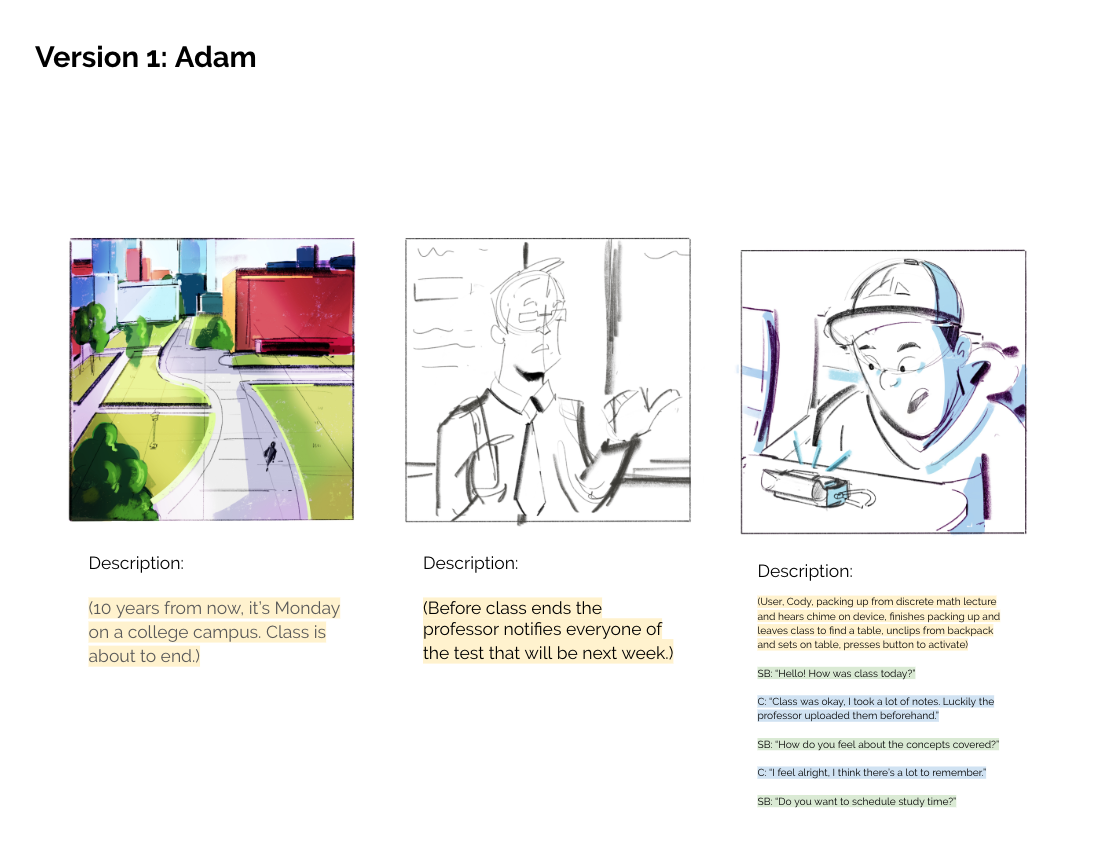 Version 1: Adam
Description:
(10 years from now, it's Monday
on a college campus. Class is
about to end.)
Description:
(Before class ends the
professor notifies everyone of
the test that will be next week.)
Description:
(User, Cody, packing up from discrete math lecture
and hears chime on device, finishes packing up and
leaves class to find a table, unclips from backpack
and sets on table, presses button to activate)
SB: "Hello! How was class today?"
C: "Class was okay, I took a lot of notes. Luckily the
professor uploaded them beforehand."
SB: "How do you feel about the concepts covered?"
C: "I feel alright, I think there's a lot to remember."
SB: "Do you want to schedule study time?"